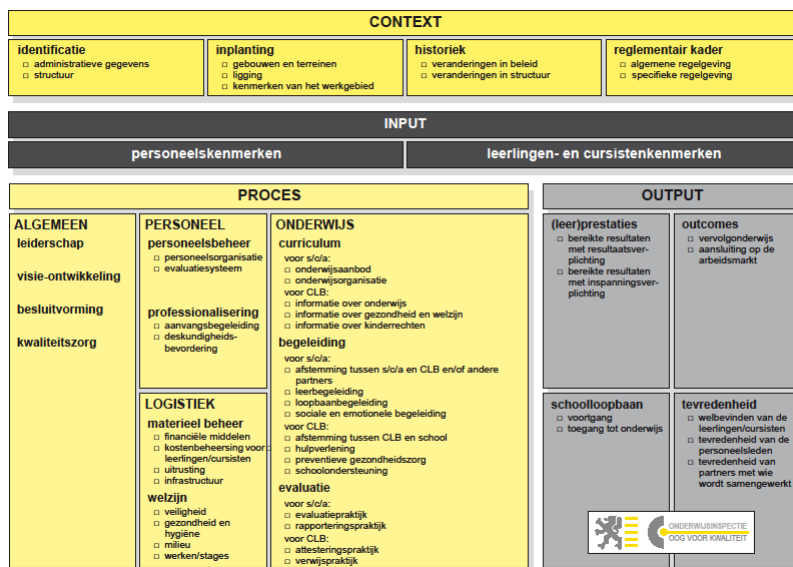 CONTEXT
identificatie
□ administratieve gegevens
□ structuur
inplanting
□ gebouwen en terreinen
□ ligging
□ kenmerken van het werkgebied
historiek
□ veranderingen in beleid
□ veranderingen in structuur
reglementair kader
□ algemene regelgeving
□ specifieke regelgeving
INPUT
personeelskenmerken
leerlingen- en cursistenkenmerken
PROCES
ALGEMEEN
leiderschap
visie-ontwikkeling
besluitvorming
kwaliteitszorg
PERSONEEL
personeelsbeheer
□ personeelsorganisatie
□ evaluatiesysteem
professionalisering
□ aanvangsbegeleiding
□ deskundigheids-
bevordering
LOGISTIEK
materieel beheer
□ financiële middelen
□ kostenbeheersing voor
leerlingen/cursisten
□ uitrusting
□ infrastructuur
welzijn
□ veiligheid
□ gezondheid en
hygiëne
□ milieu
□ werken/stages
ONDERWIJS
curriculum
voor s/c/a:
□ onderwijsaanbod
□ onderwijsorganisatie
voor CLB:
□ informatie over onderwijs
□ informatie over gezondheid en welzijn
□ informatie over kinderrechten
begeleiding
voor s/c/a:
□ afstemming tussen s/c/a en CLB en/of andere
partners
□ leerbegeleiding
□ loopbaanbegeleiding
□ sociale en emotionele begeleiding
voor CLB:
□ afstemming tussen CLB en school
□ hulpverlening
□ preventieve gezondheidszorg
□ schoolondersteuning
evaluatie
voor s/c/a:
□ evaluatiepraktijk
□ rapporteringspraktijk
voor CLB:
□ attesteringspraktijk
□ verwijspraktijk
OUTPUT
(leer)prestaties
□ bereikte resultaten
met resultaatsver-
plichting
□ bereikte resultaten
met inspanningsver-
plichting
outcomes
□ vervolgonderwijs
□ aansluiting op de
arbeidsmarkt
schoolloopbaan
□ voortgang
□ toegang tot onderwijs
tevredenheid
□ welbevinden van de
leerlingen/cursisten
□ tevredenheid van de
personeelsleden
□ tevredenheid van
partners met wie
wordt samengewerkt
ONDERWIJSINSPECTIE
OOG VOOR KWALITEIT